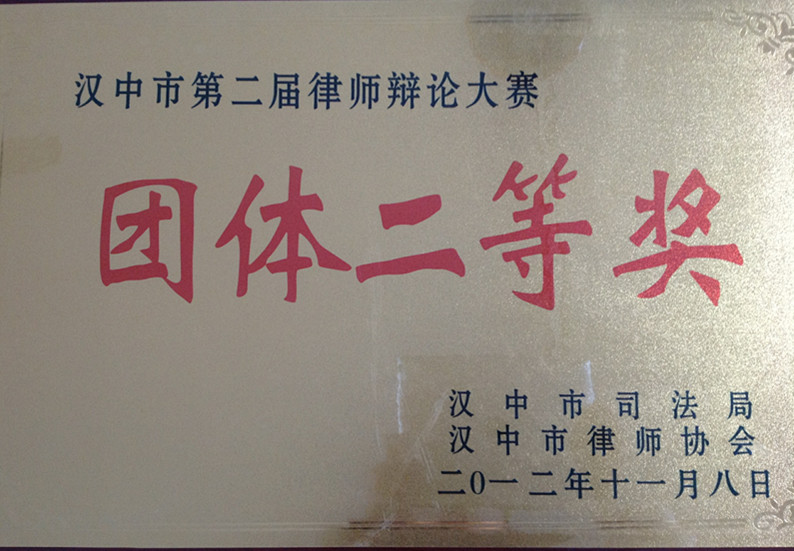 汉中市第二届律师辩论大赛
团体二等奖
汉中市司法局
汉中市律师协会
二0一二年十一月八日